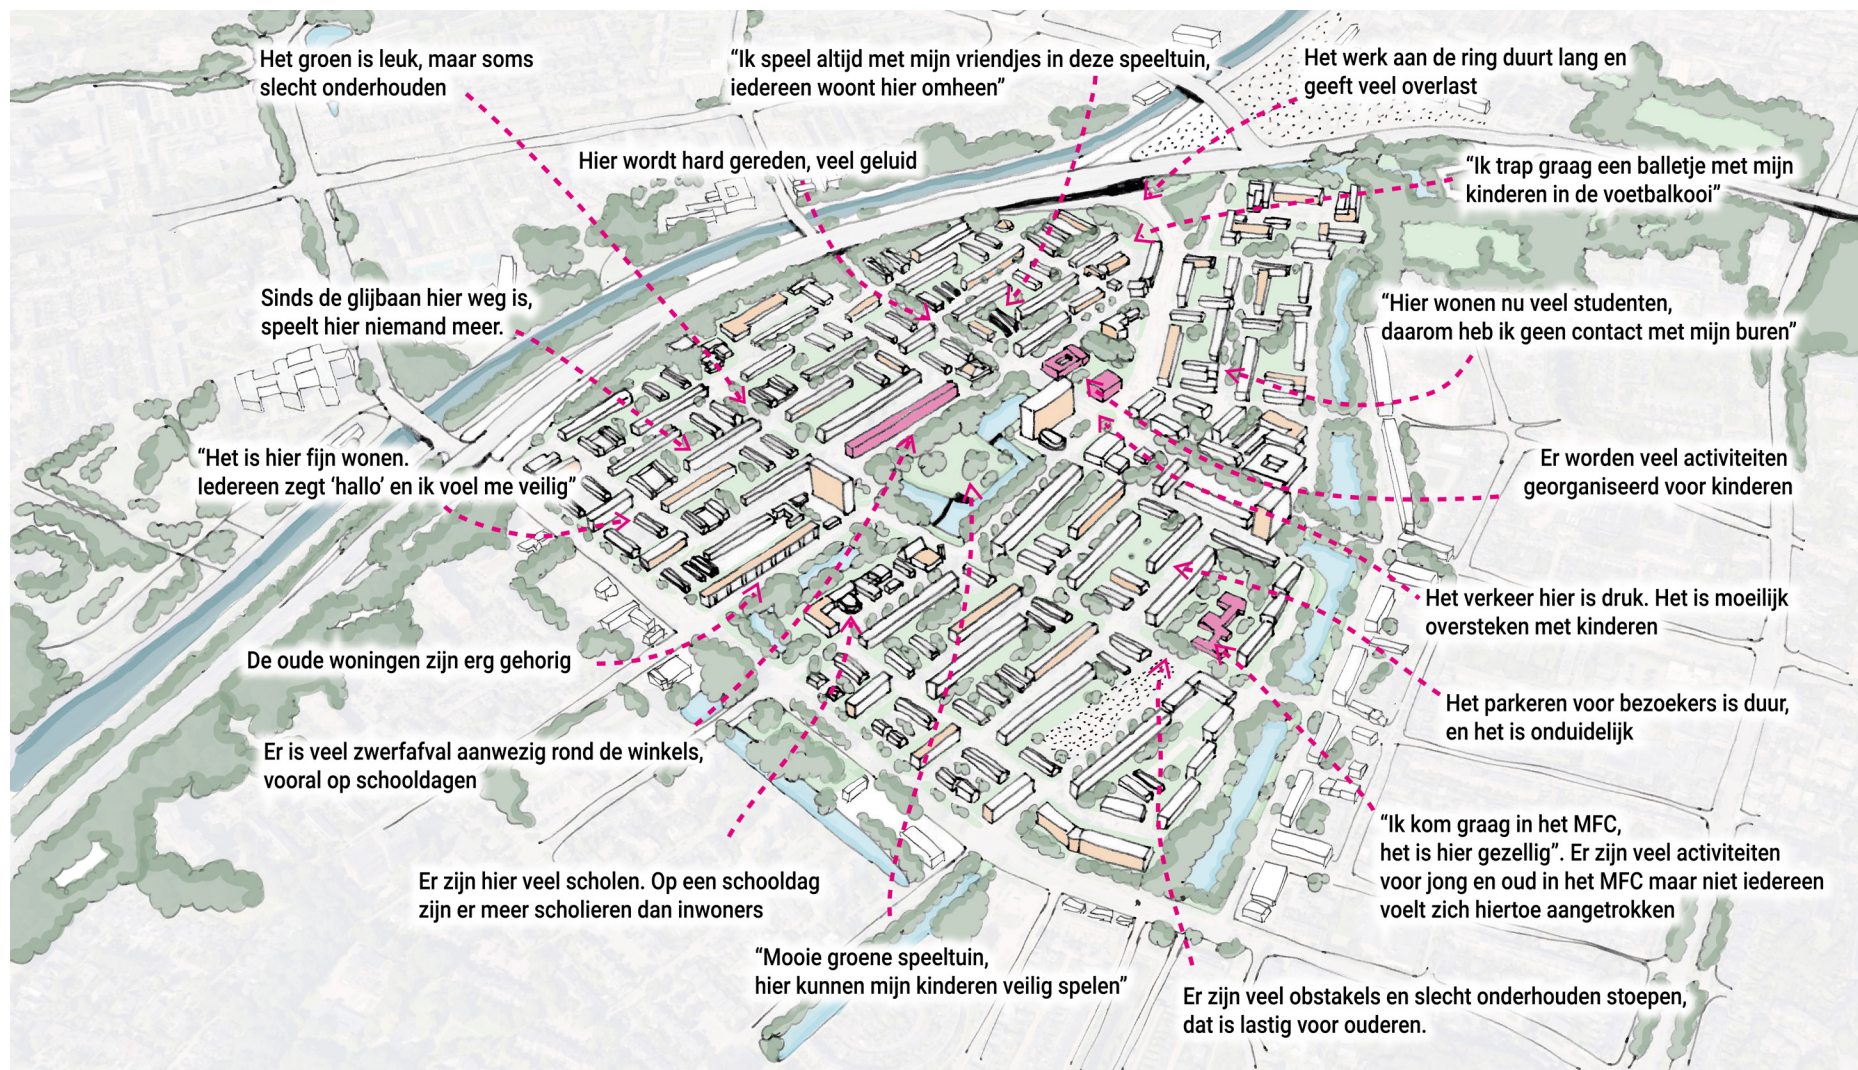 Het groen is leuk, maar soms
slecht onderhouden
“Ik speel altijd met mijn vriendjes in deze speeltuin,
iedereen woont hier omheen”
Het werk aan de ring duurt lang en
geeft veel overlast
Hier wordt hard gereden, veel geluid
“Ik trap graag een balletje met mijn
kinderen in de voetbalkooi”
Sinds de glijbaan hier weg is,
speelt hier niemand meer.
“Hier wonen nu veel studenten,
daarom heb ik geen contact met mijn buren”
“Het is hier fijn wonen.
Iedereen zegt ‘hallo’ en ik voel me veilig”
Er worden veel activiteiten
georganiseerd voor kinderen
Het verkeer hier is druk. Het is moeilijk
oversteken met kinderen
De oude woningen zijn erg gehorig
Het parkeren voor bezoekers is duur,
en het is onduidelijk
Er is veel zwerfafval aanwezig rond de winkels,
vooral op schooldagen
“Ik kom graag in het MFC,
het is hier gezellig”. Er zijn veel activiteiten
voor jong en oud in het MFC maar niet iedereen
voelt zich hiertoe aangetrokken
Er zijn hier veel scholen. Op een schooldag
zijn er meer scholieren dan inwoners
“Mooie groene speeltuin,
hier kunnen mijn kinderen veilig spelen”
Er zijn veel obstakels en slecht onderhouden stoepen,
dat is lastig voor ouderen.